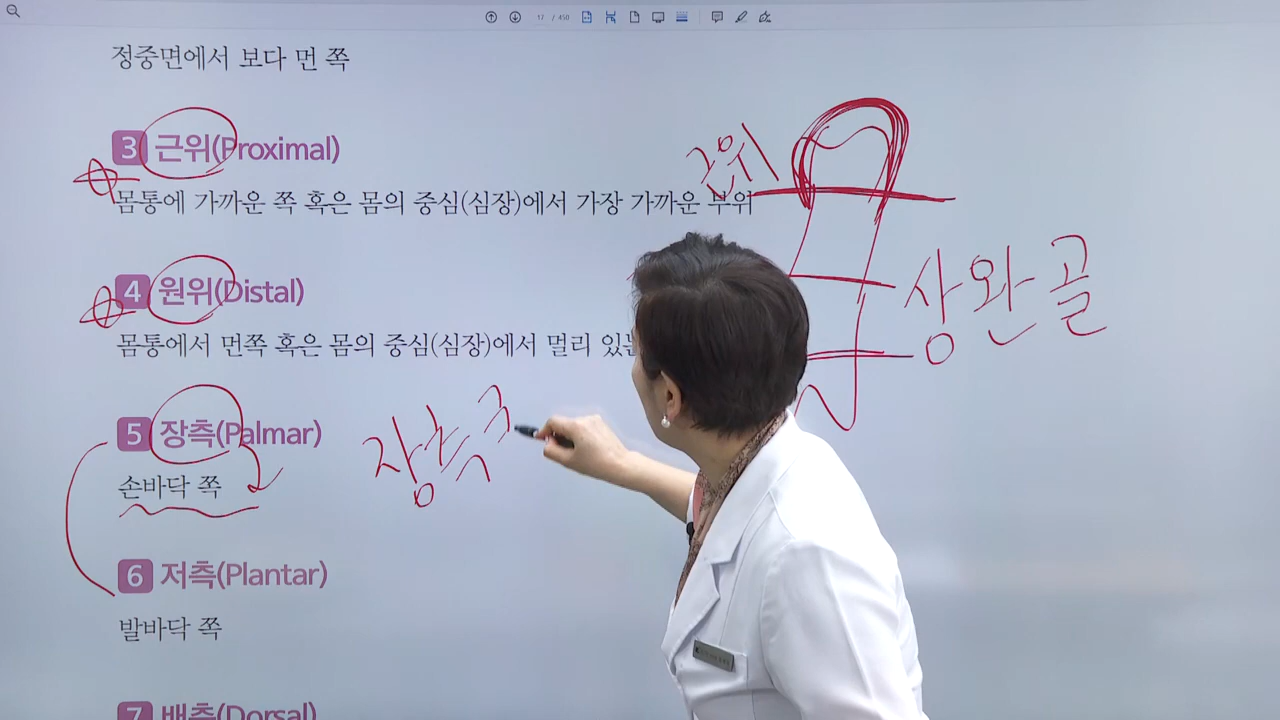 17 / 450
정중면에서 보다 먼 쪽
3 근위(Proximal)
몸통에 가까운 쪽 혹은 몸의 중심(심장)에서 가장 가까운 부위
근위
4 원위(Distal)
상완골
몸통에서 먼쪽 혹은 몸의 중심(심장)에서 멀리 있는
5 장측(Palmar)
장측
손바닥 쪽
6 저측(Plantar)
발바닥 쪽
7 배측(Dorsal)